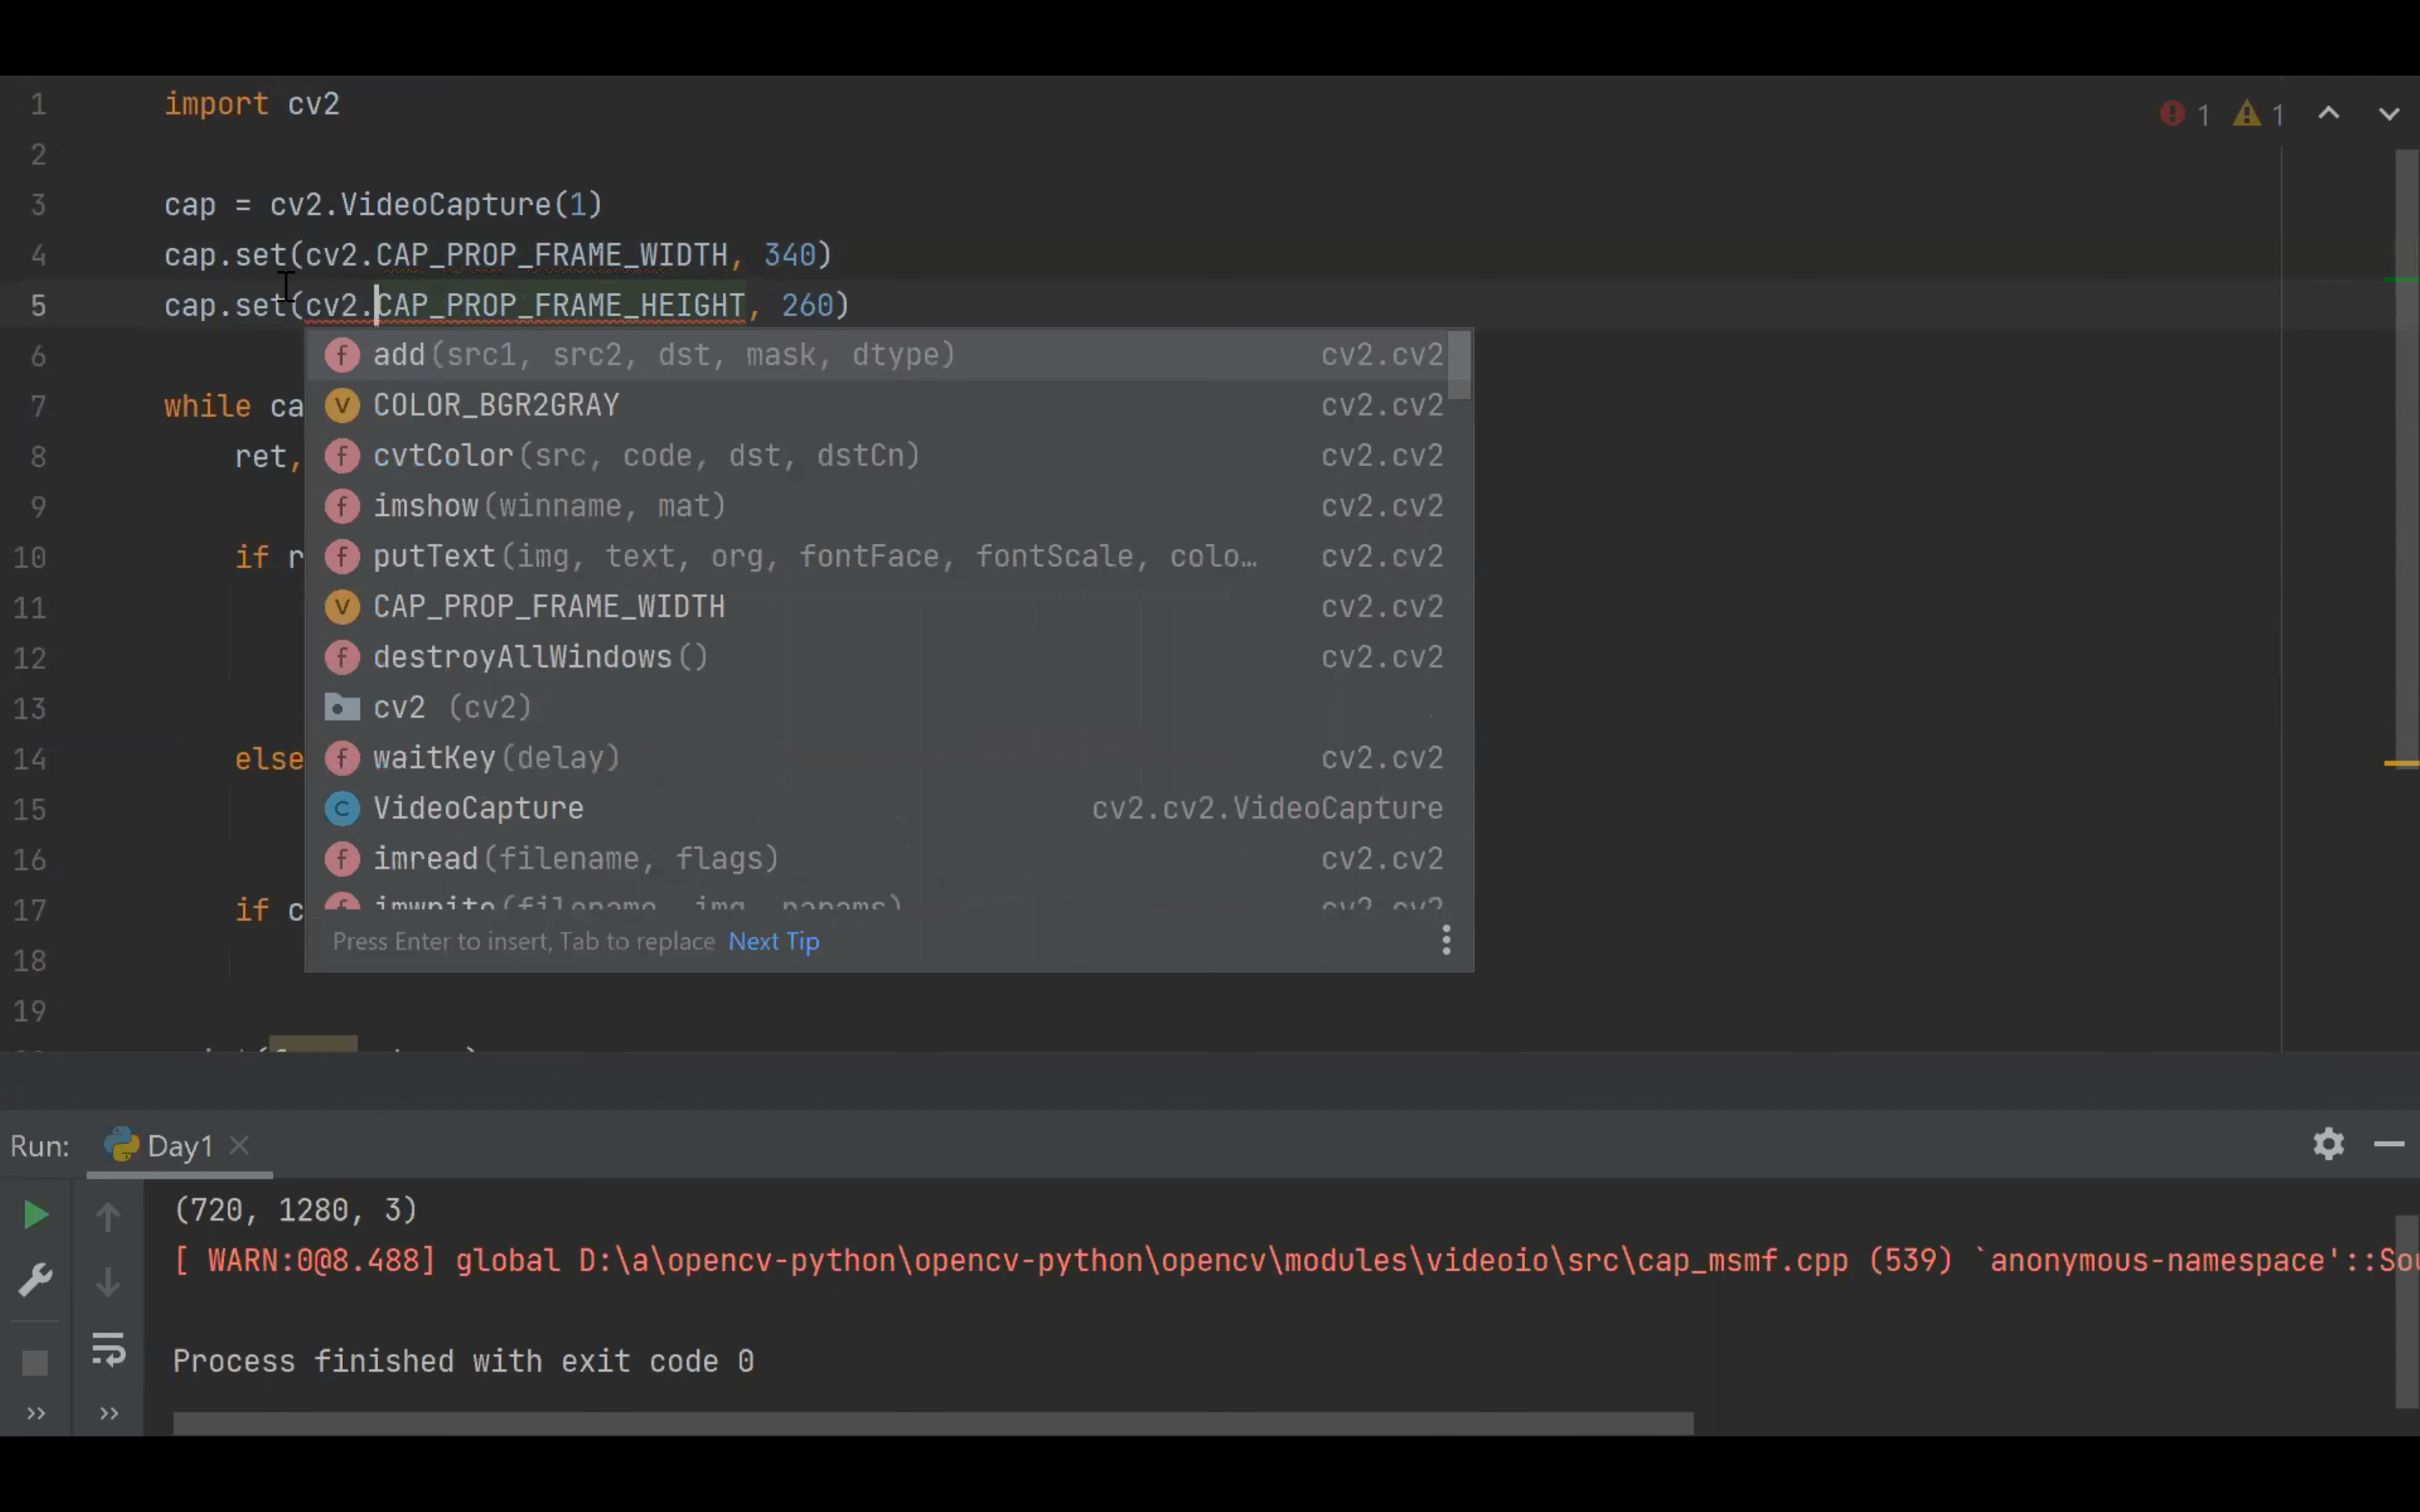 1 import cv2
2
3 cap = cv2.VideoCapture(1)
4 cap.set(cv2.CAP_PROP_FRAME_WIDTH, 340)
5 cap.set(cv2.CAP_PROP_FRAME_HEIGHT, 260)
6
7 while ca
8 ret,
9
10 if r
11
12
13
14 else
15
16
17 if c
18
19
1
1
add(src1, src2, dst, mask, dtype) cv2.cv2
COLOR_BGR2GRAY cv2.cv2
cvtColor(src, code, dst, dstCn) cv2.cv2
imshow(winname, mat) cv2.cv2
putText(img, text, org, fontFace, fontScale, colo… cv2.cv2
CAP_PROP_FRAME_WIDTH cv2.cv2
destroyAllWindows() cv2.cv2
cv2 (cv2)
waitKey(delay) cv2.cv2
VideoCapture cv2.cv2.VideoCapture
imread(filename, flags) cv2.cv2
imwrite(filename, img, params) cv2.cv2
Press Enter to insert, Tab to replace Next Tip
Run: Day1
(720, 1280, 3)
[ WARN:0@8.488] global D:\a\opencv-python\opencv-python\opencv\modules\videoio\src\cap_msmf.cpp (539) `anonymous-namespace'::Sou
Process finished with exit code 0